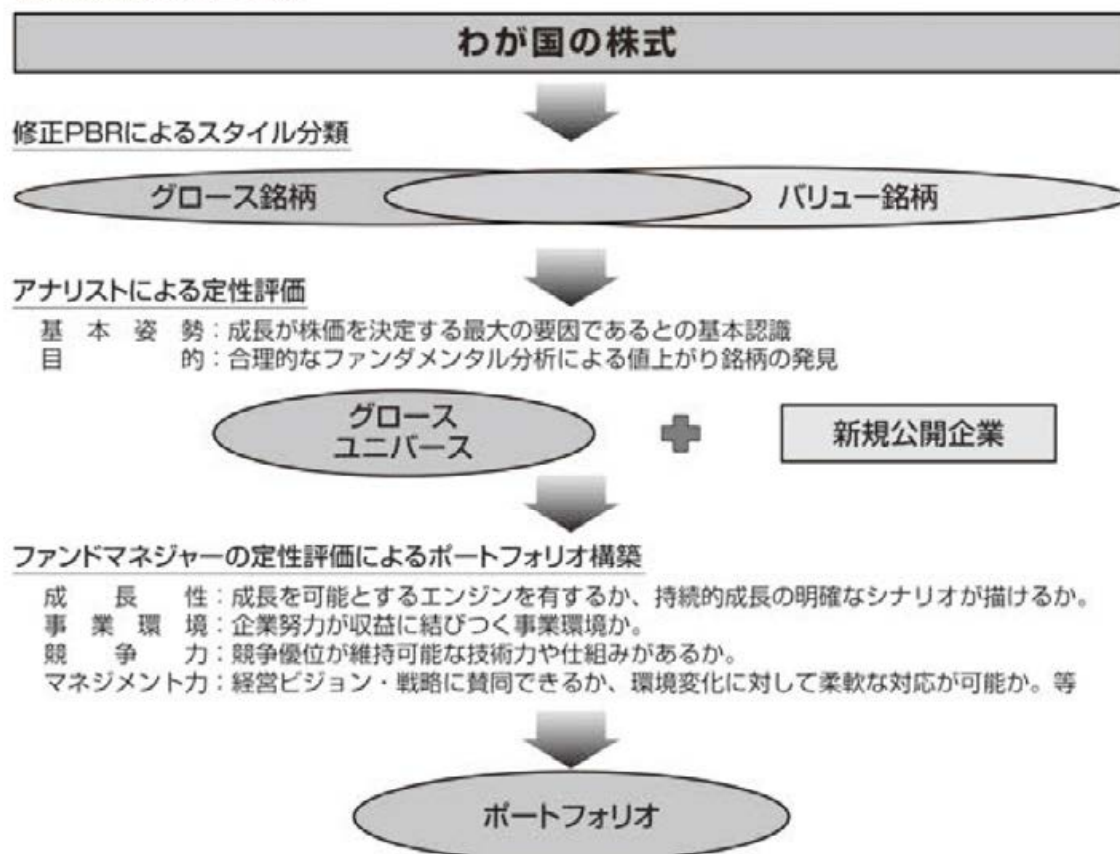 わが国の株式
修正PBRによるスタイル分類
グロース銘柄
バリュー銘柄
アナリストによる定性評価
基本姿勢：成長が株価を決定する最大の要因であるとの基本認識
目的：合理的なファンダメンタル分析による値上がり銘柄の発見
グロース
ユニバース
新規公開企業
ファンドマネジャーの定性評価によるポートフォリオ構築
成長性：成長を可能とするエンジンを有するか、持続的成長の明確なシナリオが描けるか。
事業環境：企業努力が収益に結びつく事業環境か。
競争力：競争優位が維持可能な技術力や仕組みがあるか。
マネジメント力：経営ビジョン・戦略に賛同できるか、環境変化に対して柔軟な対応が可能か。等
ポートフォリオ